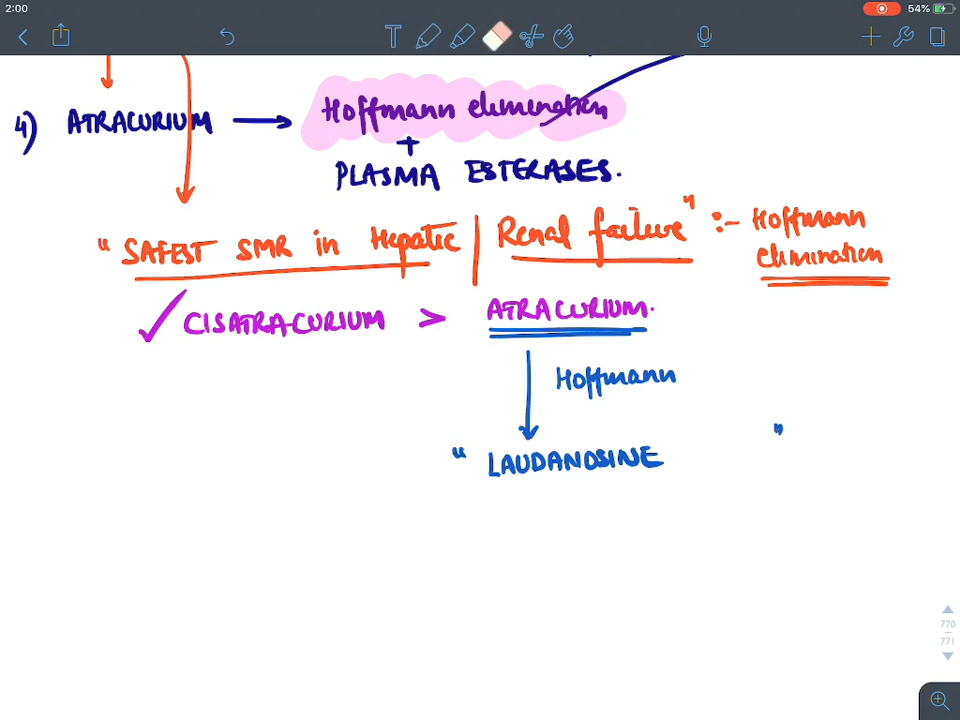 2:00
54%
T
4) ATRACURIUM → Hoffmann elimination
+
PLASMA ESTERASES.
"SAFEST SMR in Hepatic | Renal failure" :- Hoffmann
elimination
✓ CISATRACURIUM > ATRACURIUM.
Hoffmann
" LAUDANOSINE "
770
771